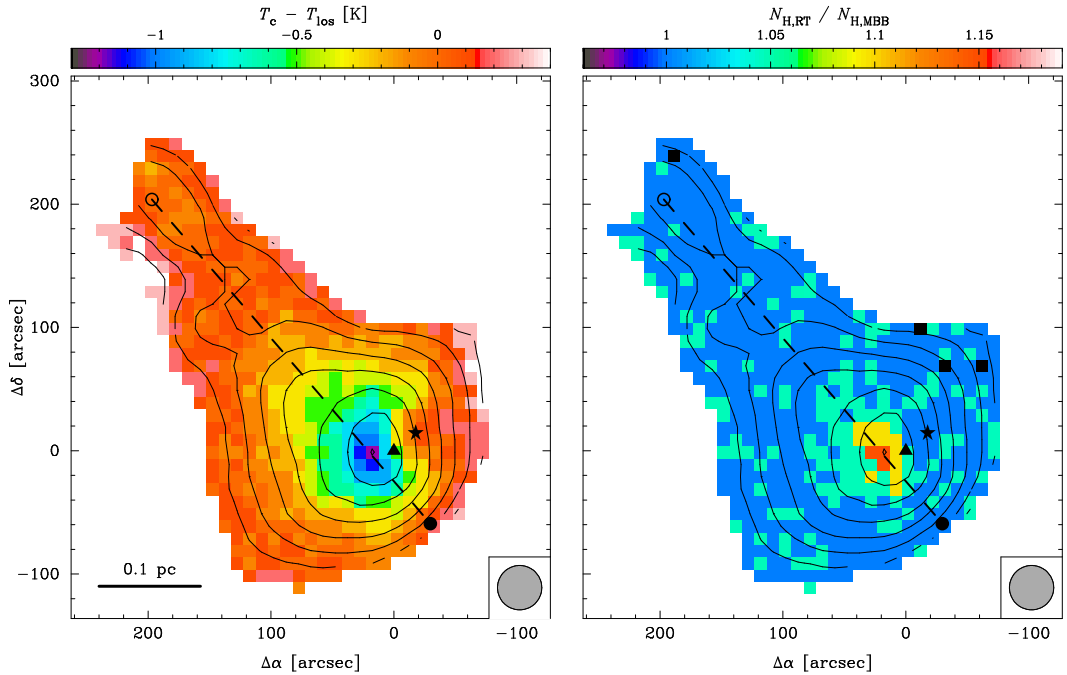 T_c − T_los [K]
−1 −0.5 0
300
200
100
0
−100
Δδ [arcsec]
0.1 pc
200 100 0 −100
Δα [arcsec]
N_H,RT / N_H,MBB
1 1.05 1.1 1.15
200 100 0 −100
Δα [arcsec]